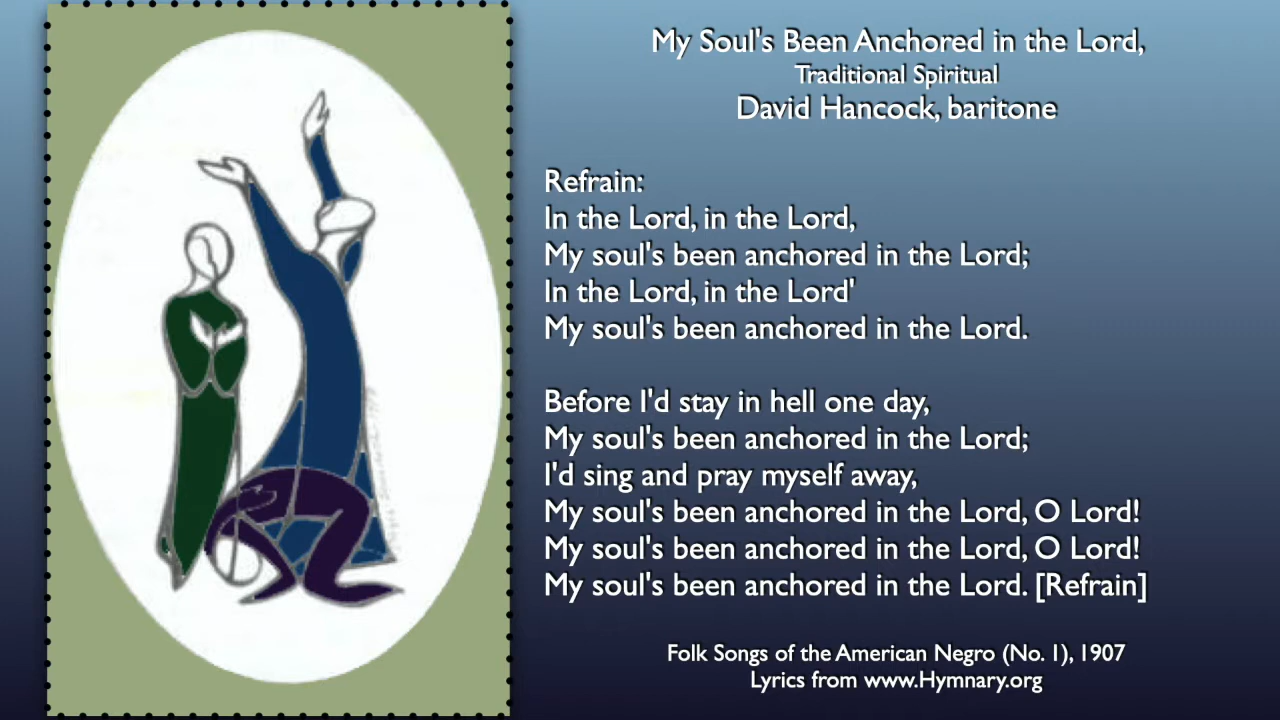 My Soul's Been Anchored in the Lord,
Traditional Spiritual
David Hancock, baritone
Refrain:
In the Lord, in the Lord,
My soul's been anchored in the Lord;
In the Lord, in the Lord'
My soul's been anchored in the Lord.
Before I'd stay in hell one day,
My soul's been anchored in the Lord;
I'd sing and pray myself away,
My soul's been anchored in the Lord, O Lord!
My soul's been anchored in the Lord, O Lord!
My soul's been anchored in the Lord. [Refrain]
Folk Songs of the American Negro (No. 1), 1907
Lyrics from www.Hymnary.org